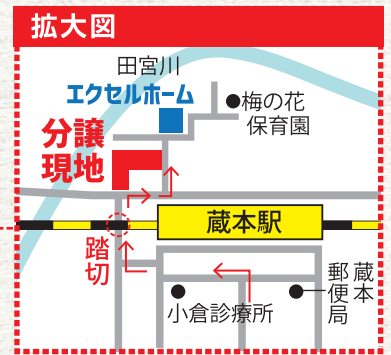 拡大図
田宮川
エクセルホーム
梅の花
保育園
分譲
現地
蔵本駅
踏切
小倉診療所
郵便局
蔵本